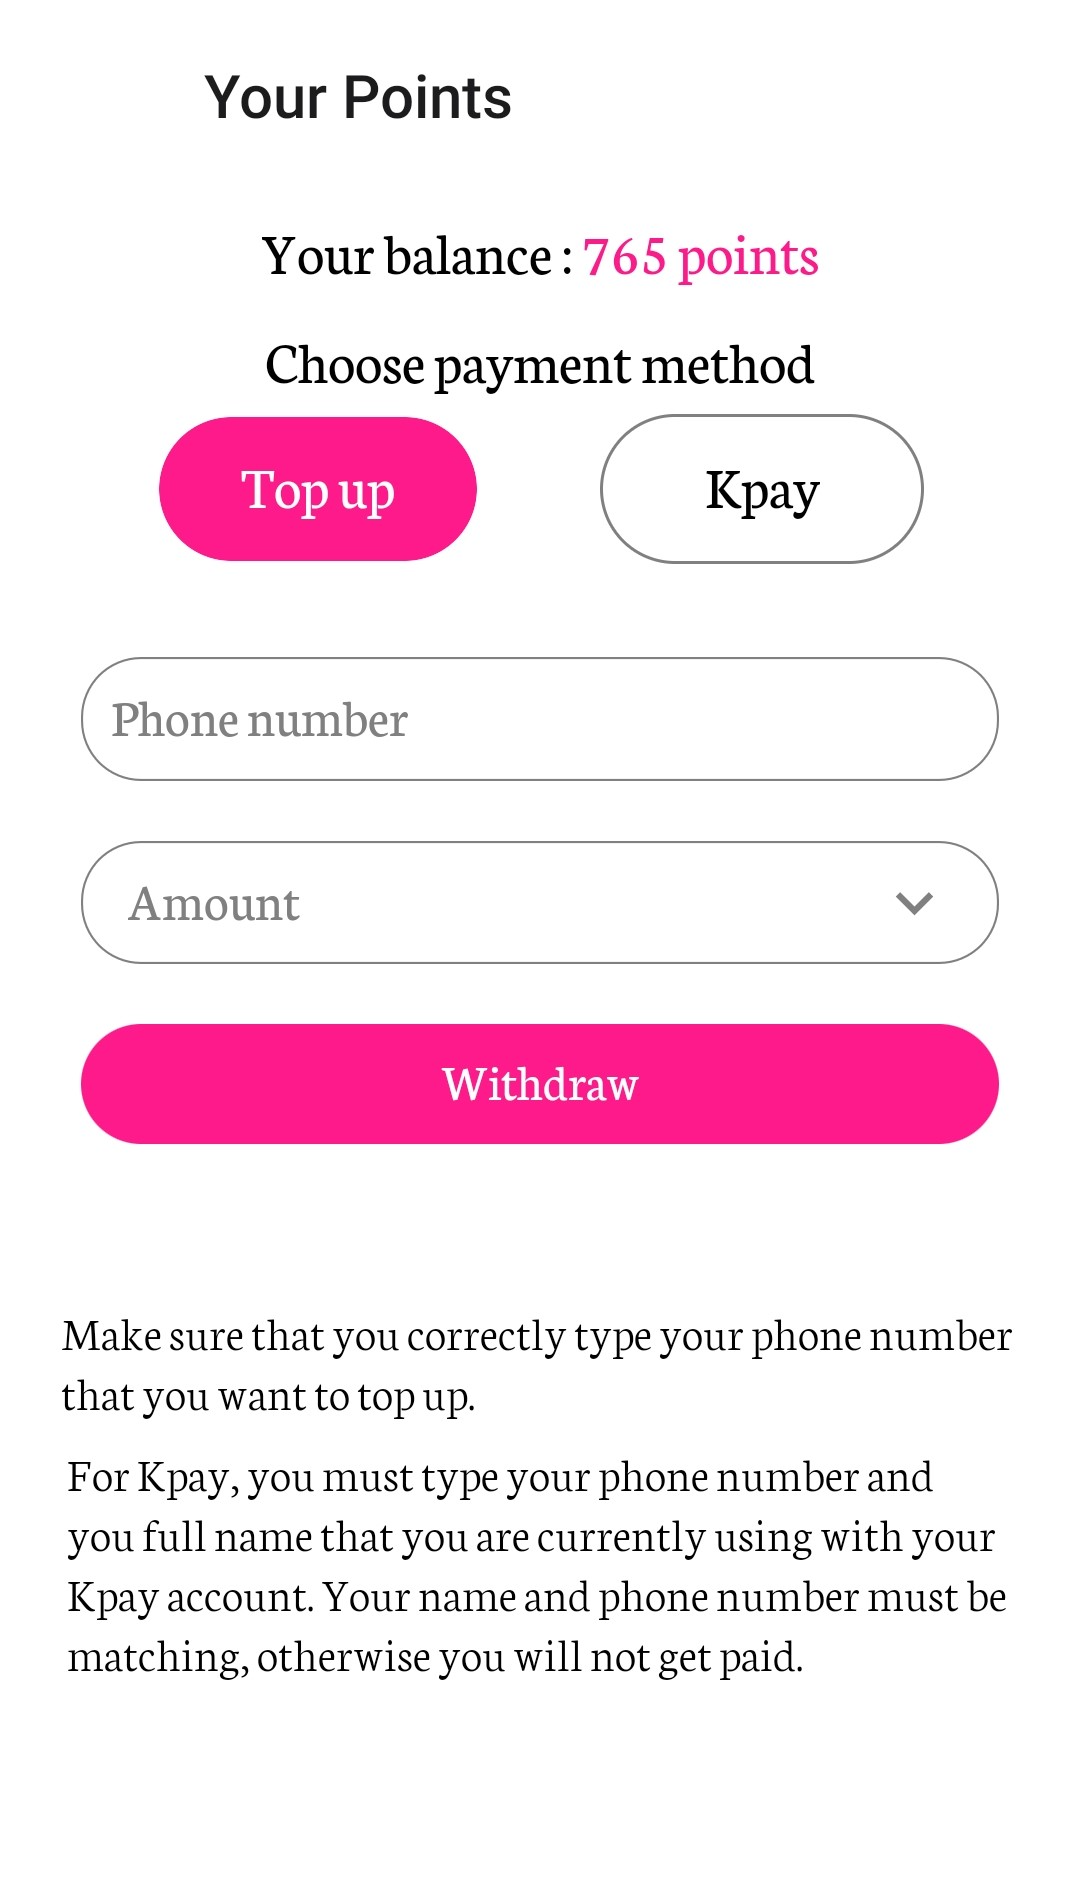 Your Points
Your balance : 765 points
Choose payment method
Top up
Kpay
Phone number
Amount
Withdraw
Make sure that you correctly type your phone number
that you want to top up.
For Kpay, you must type your phone number and
you full name that you are currently using with your
Kpay account. Your name and phone number must be
matching, otherwise you will not get paid.